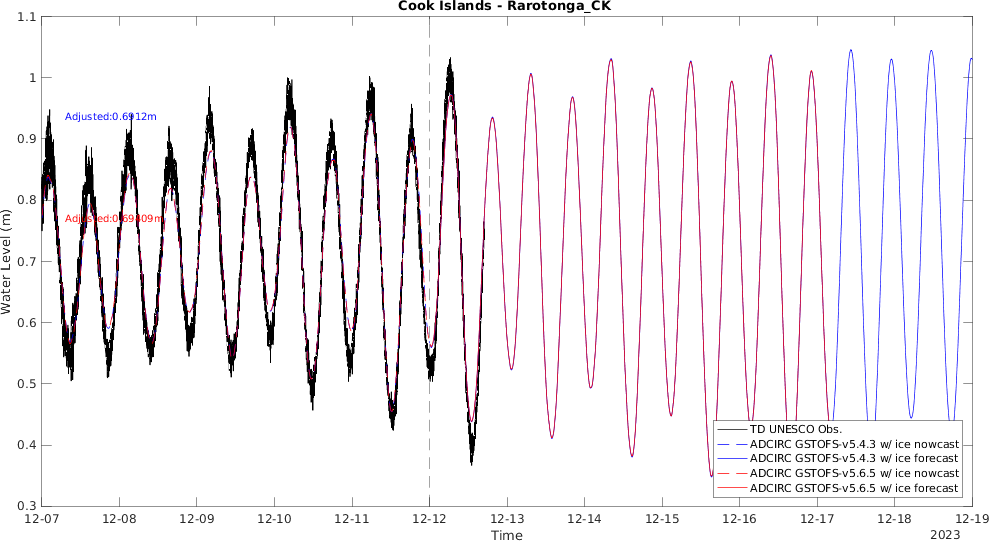 Cook Islands - Rarotonga_CK
1.1
1
0.9
0.8
0.7
0.6
0.5
0.4
0.3
Water Level (m)
Adjusted:0.6912m
Adjusted:0.69809m
TD UNESCO Obs.
ADCIRC GSTOFS-v5.4.3 w/ ice nowcast
ADCIRC GSTOFS-v5.4.3 w/ ice forecast
ADCIRC GSTOFS-v5.6.5 w/ ice nowcast
ADCIRC GSTOFS-v5.6.5 w/ ice forecast
12-07 12-08 12-09 12-10 12-11 12-12 12-13 12-14 12-15 12-16 12-17 12-18 12-19
Time
2023